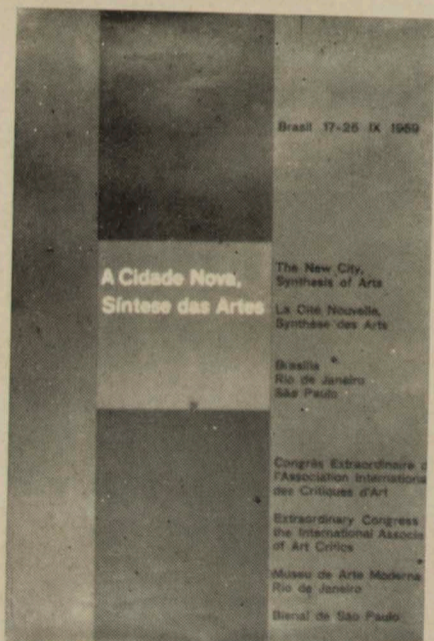 Brasil 17-25 IX 1959
A Cidade Nova,
Síntese das Artes
The New City,
Synthesis of Arts
La Cité Nouvelle,
Synthèse des Arts
Brasília
Rio de Janeiro
São Paulo
Congrès Extraordinaire d
l'Association Internationa
des Critiques d'Art
Extraordinary Congress
the International Associa
of Art Critics
Museu de Arte Moderna
Rio de Janeiro
Bienal de São Paulo